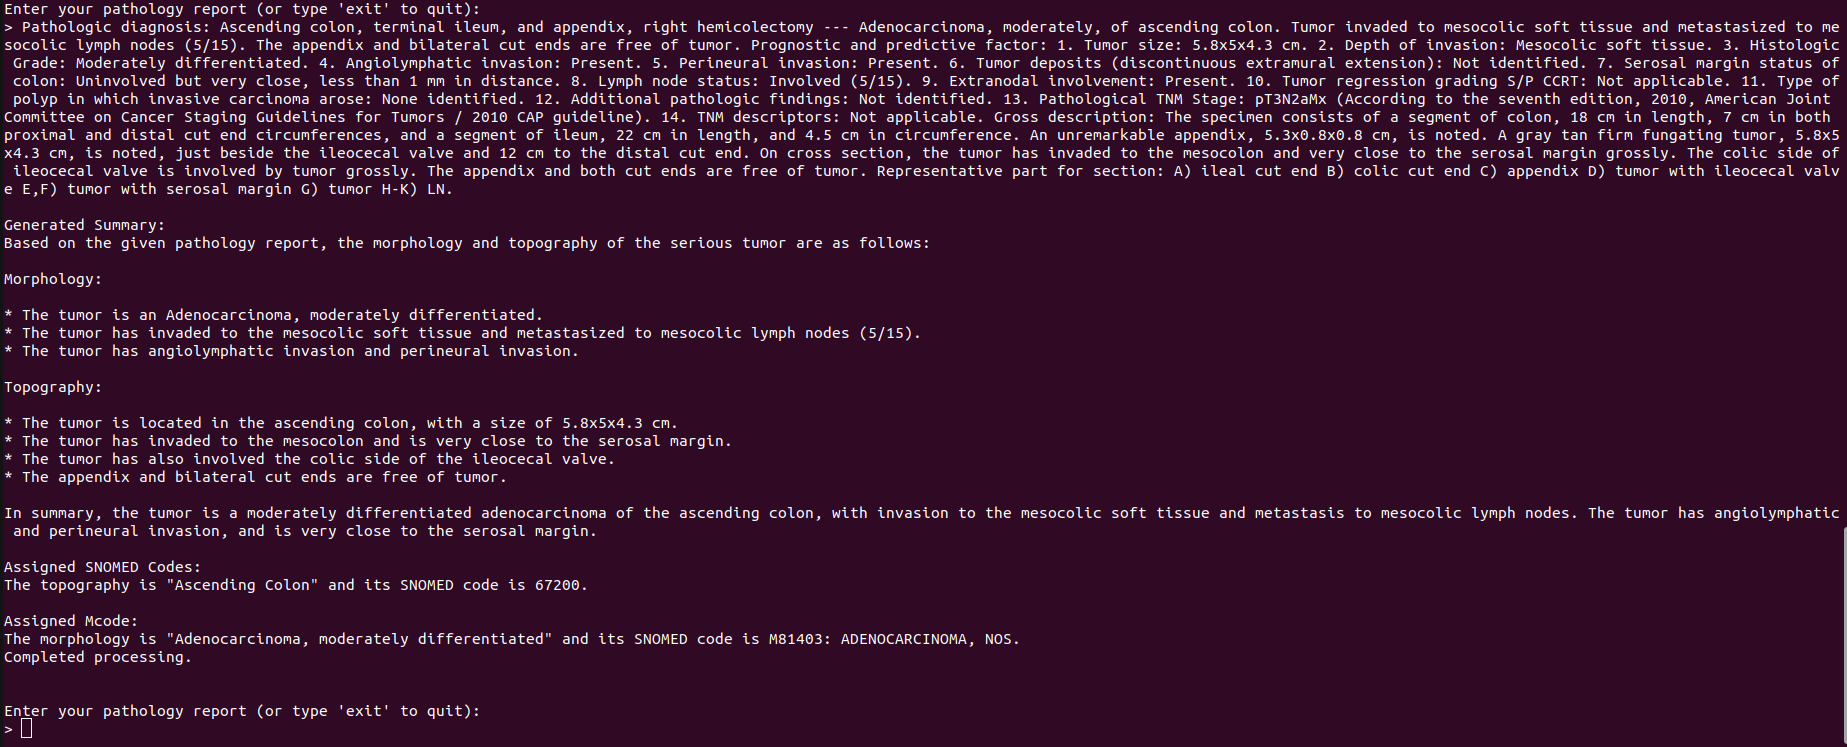 Enter your pathology report (or type 'exit' to quit):
> Pathologic diagnosis: Ascending colon, terminal ileum, and appendix, right hemicolectomy --- Adenocarcinoma, moderately, of ascending colon. Tumor invaded to mesocolic soft tissue and metastasized to me
socolic lymph nodes (5/15). The appendix and bilateral cut ends are free of tumor. Prognostic and predictive factor: 1. Tumor size: 5.8x5x4.3 cm. 2. Depth of invasion: Mesocolic soft tissue. 3. Histologic
Grade: Moderately differentiated. 4. Angiolymphatic invasion: Present. 5. Perineural invasion: Present. 6. Tumor deposits (discontinuous extramural extension): Not identified. 7. Serosal margin status of
colon: Uninvolved but very close, less than 1 mm in distance. 8. Lymph node status: Involved (5/15). 9. Extranodal involvement: Present. 10. Tumor regression grading S/P CCRT: Not applicable. 11. Type of
polyp in which invasive carcinoma arose: None identified. 12. Additional pathologic findings: Not identified. 13. Pathological TNM Stage: pT3N2aMx (According to the seventh edition, 2010, American Joint
Committee on Cancer Staging Guidelines for Tumors / 2010 CAP guideline). 14. TNM descriptors: Not applicable. Gross description: The specimen consists of a segment of colon, 18 cm in length, 7 cm in both
proximal and distal cut end circumferences, and a segment of ileum, 22 cm in length, and 4.5 cm in circumference. An unremarkable appendix, 5.3x0.8x0.8 cm, is noted. A gray tan firm fungating tumor, 5.8x5
x4.3 cm, is noted, just beside the ileocecal valve and 12 cm to the distal cut end. On cross section, the tumor has invaded to the mesocolon and very close to the serosal margin grossly. The colic side of
ileocecal valve is involved by tumor grossly. The appendix and both cut ends are free of tumor. Representative part for section: A) ileal cut end B) colic cut end C) appendix D) tumor with ileocecal valv
e E,F) tumor with serosal margin G) tumor H-K) LN.
Generated Summary:
Based on the given pathology report, the morphology and topography of the serious tumor are as follows:
Morphology:
* The tumor is an Adenocarcinoma, moderately differentiated.
* The tumor has invaded to the mesocolic soft tissue and metastasized to mesocolic lymph nodes (5/15).
* The tumor has angiolymphatic invasion and perineural invasion.
Topography:
* The tumor is located in the ascending colon, with a size of 5.8x5x4.3 cm.
* The tumor has invaded to the mesocolon and is very close to the serosal margin.
* The tumor has also involved the colic side of the ileocecal valve.
* The appendix and bilateral cut ends are free of tumor.
In summary, the tumor is a moderately differentiated adenocarcinoma of the ascending colon, with invasion to the mesocolic soft tissue and metastasis to mesocolic lymph nodes. The tumor has angiolymphatic
and perineural invasion, and is very close to the serosal margin.
Assigned SNOMED Codes:
The topography is "Ascending Colon" and its SNOMED code is 67200.
Assigned Mcode:
The morphology is "Adenocarcinoma, moderately differentiated" and its SNOMED code is M81403: ADENOCARCINOMA, NOS.
Completed processing.
Enter your pathology report (or type 'exit' to quit):
>